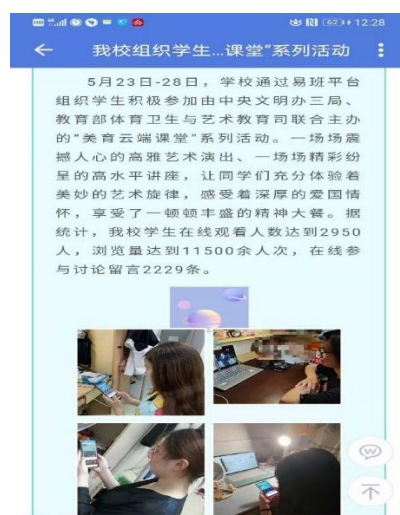 12:28
我校组织学生...课堂"系列活动
5月23日-28日，学校通过易班平台
组织学生积极参加由中央文明办三局、
教育部体育卫生与艺术教育司联合主办
的"美育云端课堂"系列活动。一场场震
撼人心的高雅艺术演出、一场场精彩纷
呈的高水平讲座，让同学们充分体验着
美妙的艺术旋律，感受着深厚的爱国情
怀，享受了一顿顿丰盛的精神大餐。据
统计，我校学生在线观看人数达到2950
人，浏览量达到11500余人次，在线参
与讨论留言2229条。